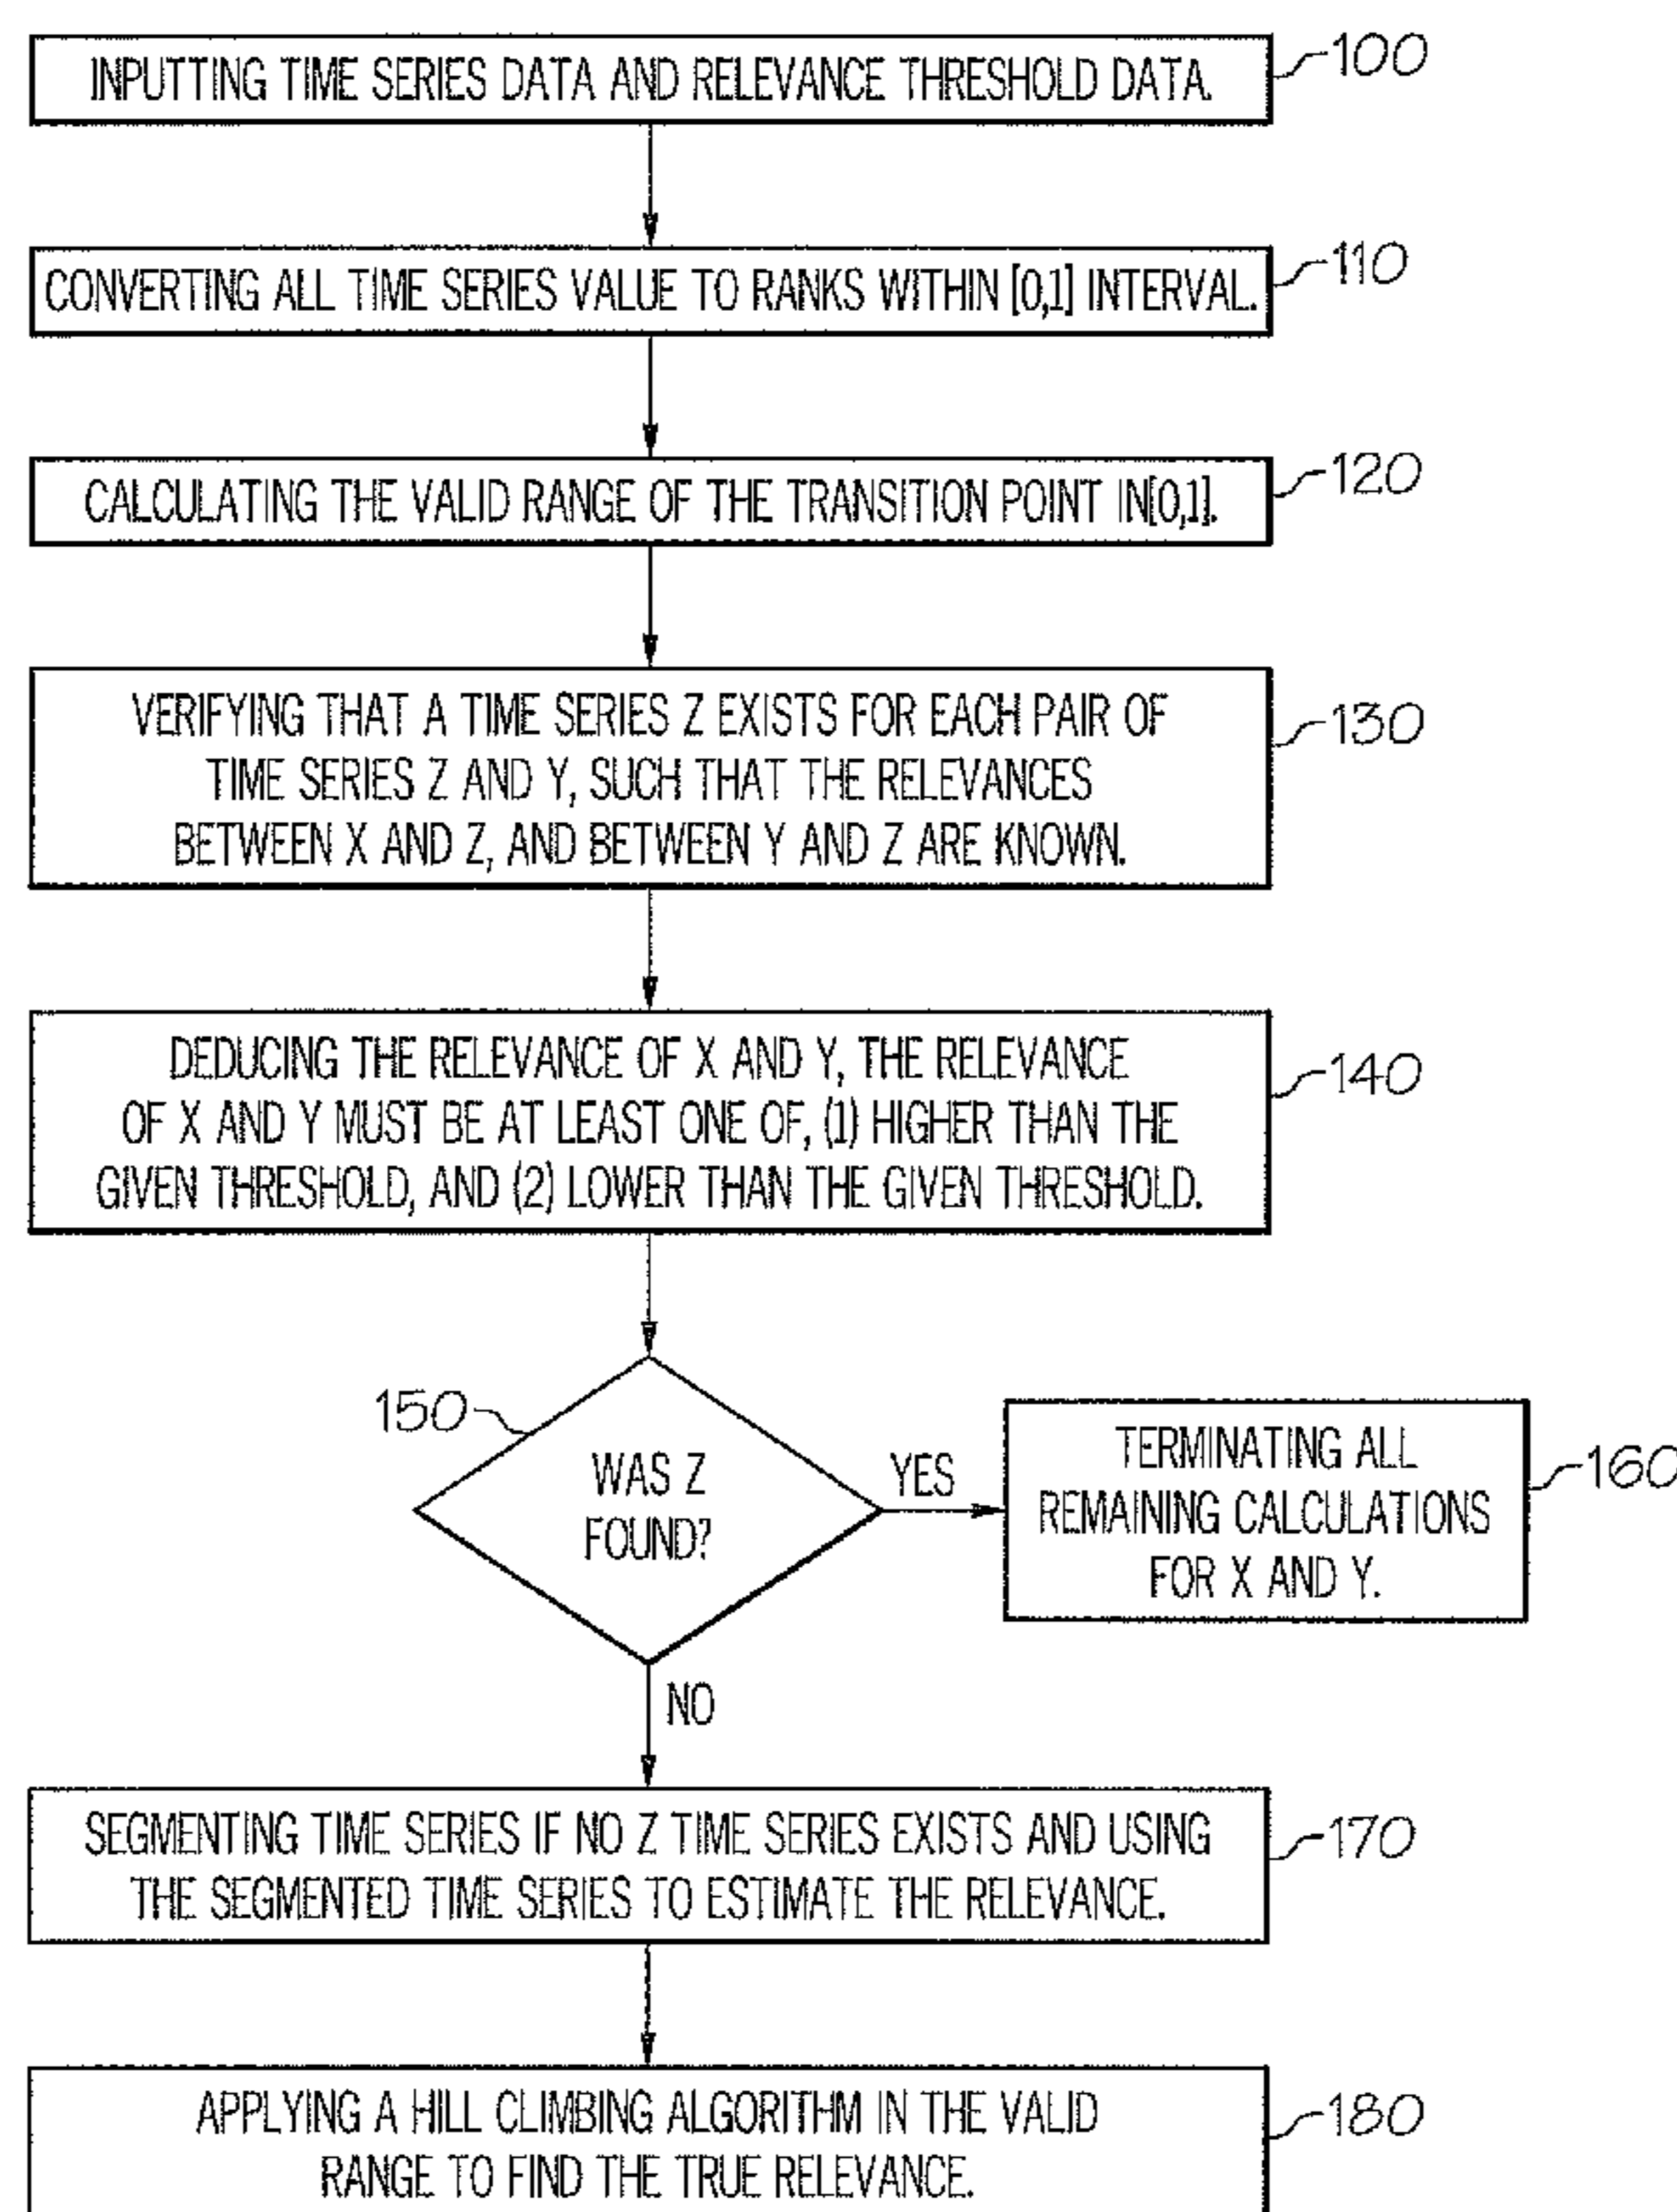 INPUTTING TIME SERIES DATA AND RELEVANCE THRESHOLD DATA.
100
CONVERTING ALL TIME SERIES VALUE TO RANKS WITHIN [0,1] INTERVAL.
110
CALCULATING THE VALID RANGE OF THE TRANSITION POINT IN[0,1].
120
VERIFYING THAT A TIME SERIES Z EXISTS FOR EACH PAIR OF
TIME SERIES Z AND Y, SUCH THAT THE RELEVANCES
BETWEEN X AND Z, AND BETWEEN Y AND Z ARE KNOWN.
130
DEDUCING THE RELEVANCE OF X AND Y, THE RELEVANCE
OF X AND Y MUST BE AT LEAST ONE OF, (1) HIGHER THAN THE
GIVEN THRESHOLD, AND (2) LOWER THAN THE GIVEN THRESHOLD.
140
150
WAS Z
FOUND?
YES
TERMINATING ALL
REMAINING CALCULATIONS
FOR X AND Y.
160
NO
SEGMENTING TIME SERIES IF NO Z TIME SERIES EXISTS AND USING
THE SEGMENTED TIME SERIES TO ESTIMATE THE RELEVANCE.
170
APPLYING A HILL CLIMBING ALGORITHM IN THE VALID
RANGE TO FIND THE TRUE RELEVANCE.
180